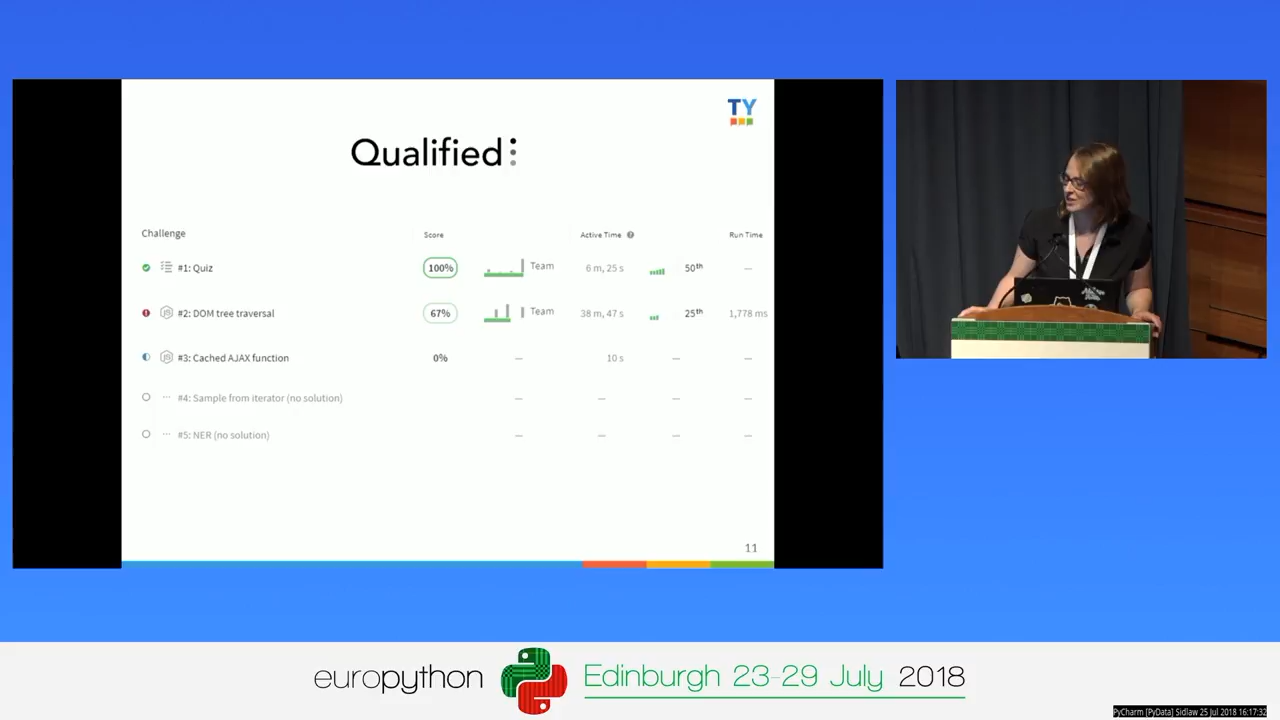 TY
Qualified
Challenge Score Active Time ? Run Time
#1: Quiz 100% Team 6 m, 25 s 50th —
#2: DOM tree traversal 67% Team 38 m, 47 s 25th 1,778 ms
#3: Cached AJAX function 0% — 10 s — —
#4: Sample from iterator (no solution) — — — —
#5: NER (no solution) — — — —
11
europython Edinburgh 23-29 July 2018
PyCharm [PyData] Sidlaw 25 Jul 2018 16:17:32